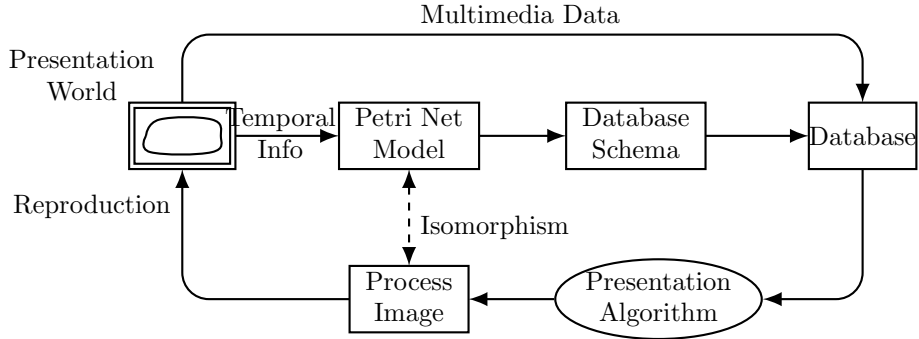 Multimedia Data
Presentation
World
Temporal
Info
Petri Net
Model
Database
Schema
Database
Reproduction
Isomorphism
Process
Image
Presentation
Algorithm